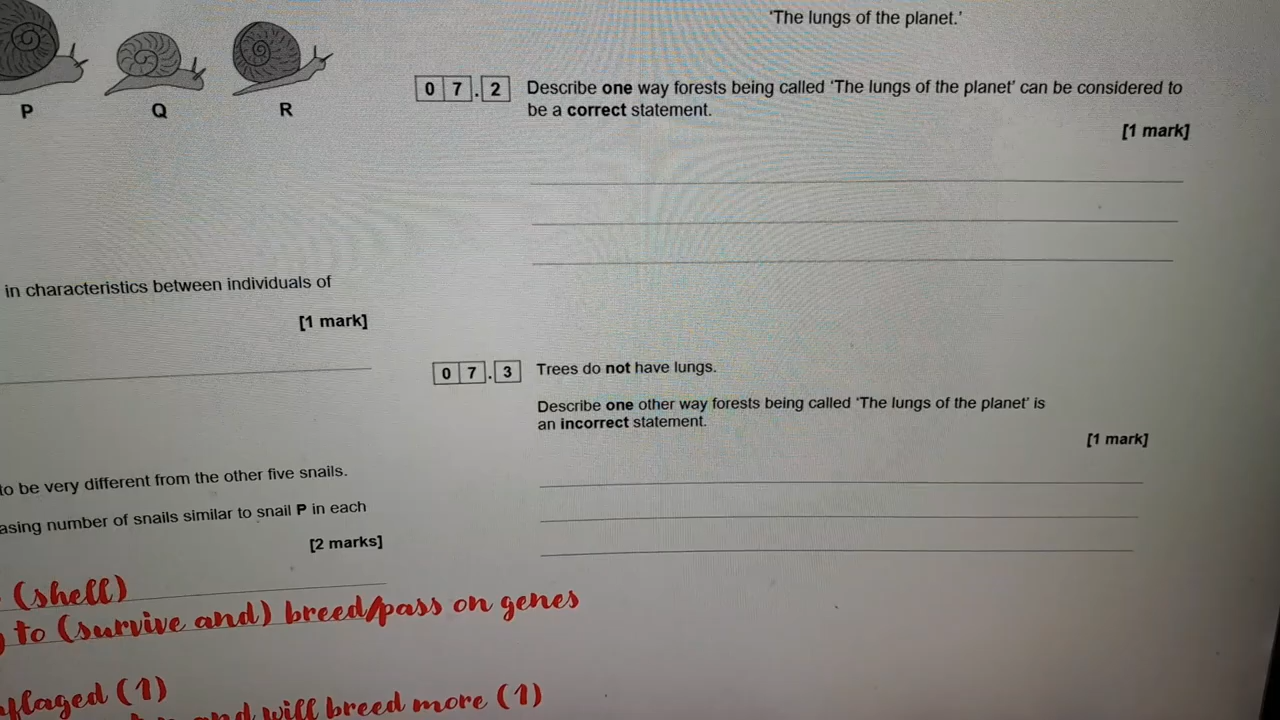 P
Q
R
in characteristics between individuals of
[1 mark]
to be very different from the other five snails.
number of snails similar to snail P in each
[2 marks]
(shell)
to (survive and) breed/pass on genes
(1)
and will breed more (1)
'The lungs of the planet.'
0 7 . 2 Describe one way forests being called 'The lungs of the planet' can be considered to
be a correct statement.
[1 mark]
0 7 . 3 Trees do not have lungs.
Describe one other way forests being called 'The lungs of the planet' is
an incorrect statement.
[1 mark]